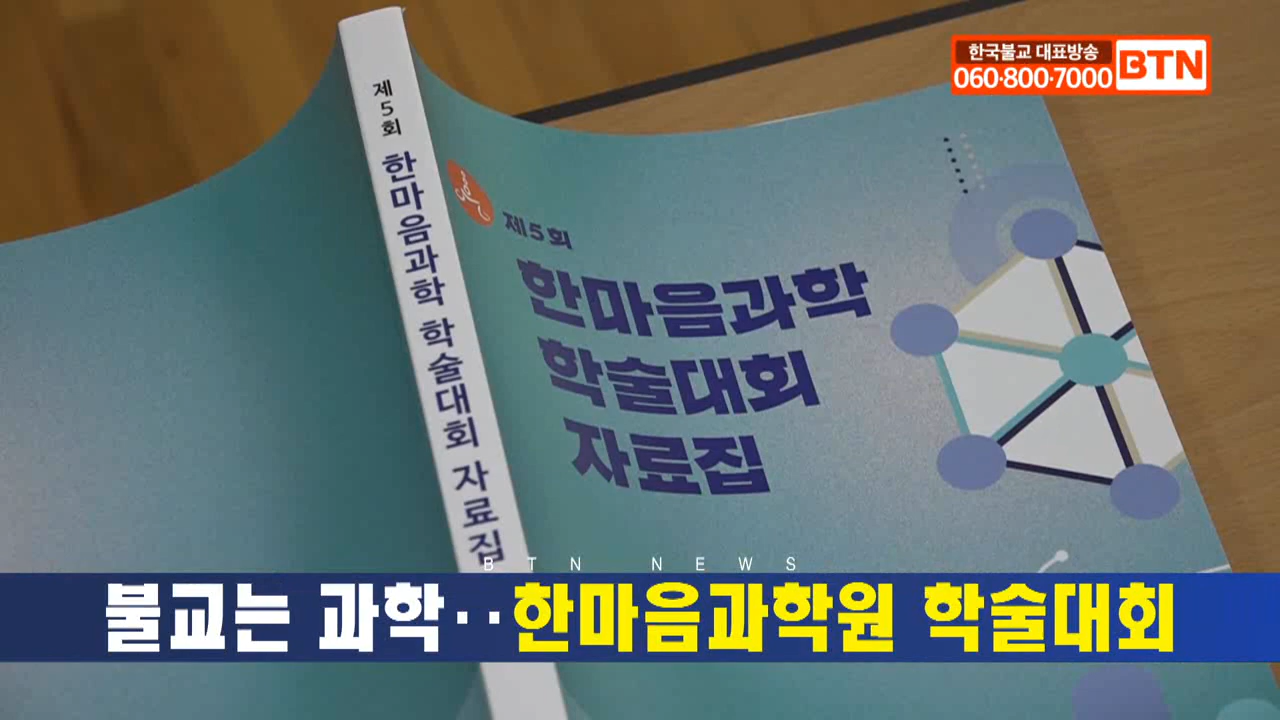 한국불교 대표방송
060·800·7000
BTN
제5회 한마음과학 학술대회 자료집
제5회
한마음과학
학술대회
자료집
BTN NEWS
불교는 과학··한마음과학원 학술대회